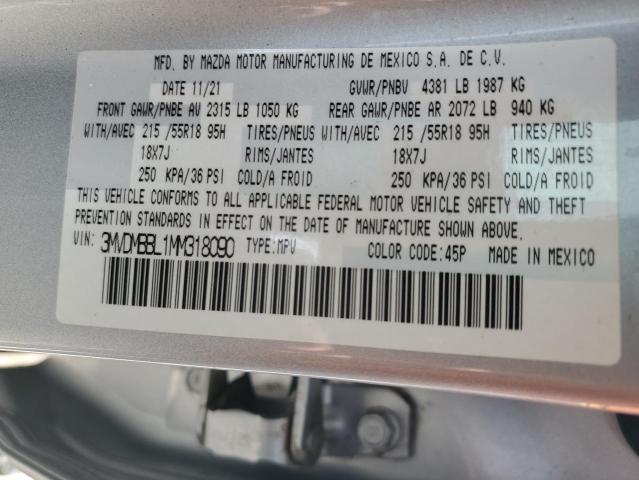 MFD. BY MAZDA MOTOR MANUFACTURING DE MEXICO S.A. DE C.V.
DATE 11/21 GVWR/PNBV 4381 LB 1987 KG
FRONT GAWR/PNBE AV 2315 LB 1050 KG REAR GAWR/PNBE AR 2072 LB 940 KG
WITH/AVEC 215 /55R18 95H TIRES/PNEUS WITH/AVEC 215 /55R18 95H TIRES/PNEUS
18X7J RIMS/JANTES 18X7J RIMS/JANTES
250 KPA/36 PSI COLD/A FROID 250 KPA/36 PSI COLD/A FROID
THIS VEHICLE CONFORMS TO ALL APPLICABLE FEDERAL MOTOR VEHICLE SAFETY AND THEFT
PREVENTION STANDARDS IN EFFECT ON THE DATE OF MANUFACTURE SHOWN ABOVE.
VIN: 3MVDMBBL1MM318090 TYPE:MPV COLOR CODE:45P MADE IN MEXICO